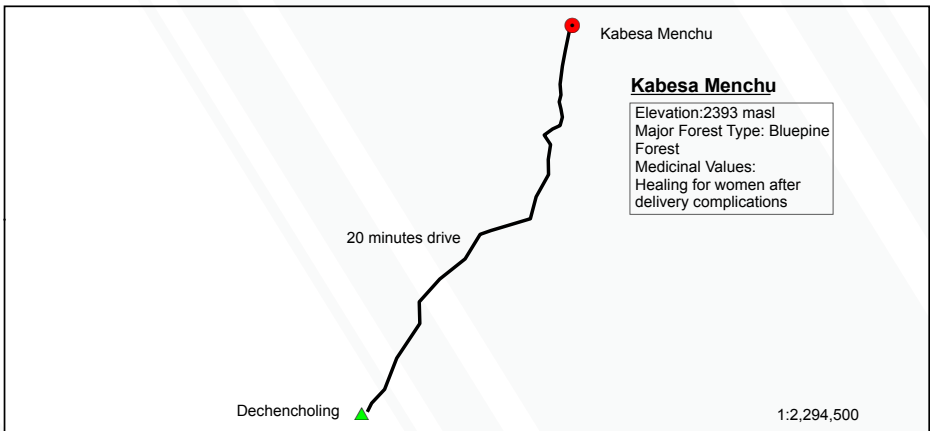 Kabesa Menchu
Kabesa Menchu
Elevation:2393 masl
Major Forest Type: Bluepine
Forest
Medicinal Values:
Healing for women after
delivery complications
20 minutes drive
Dechencholing
1:2,294,500